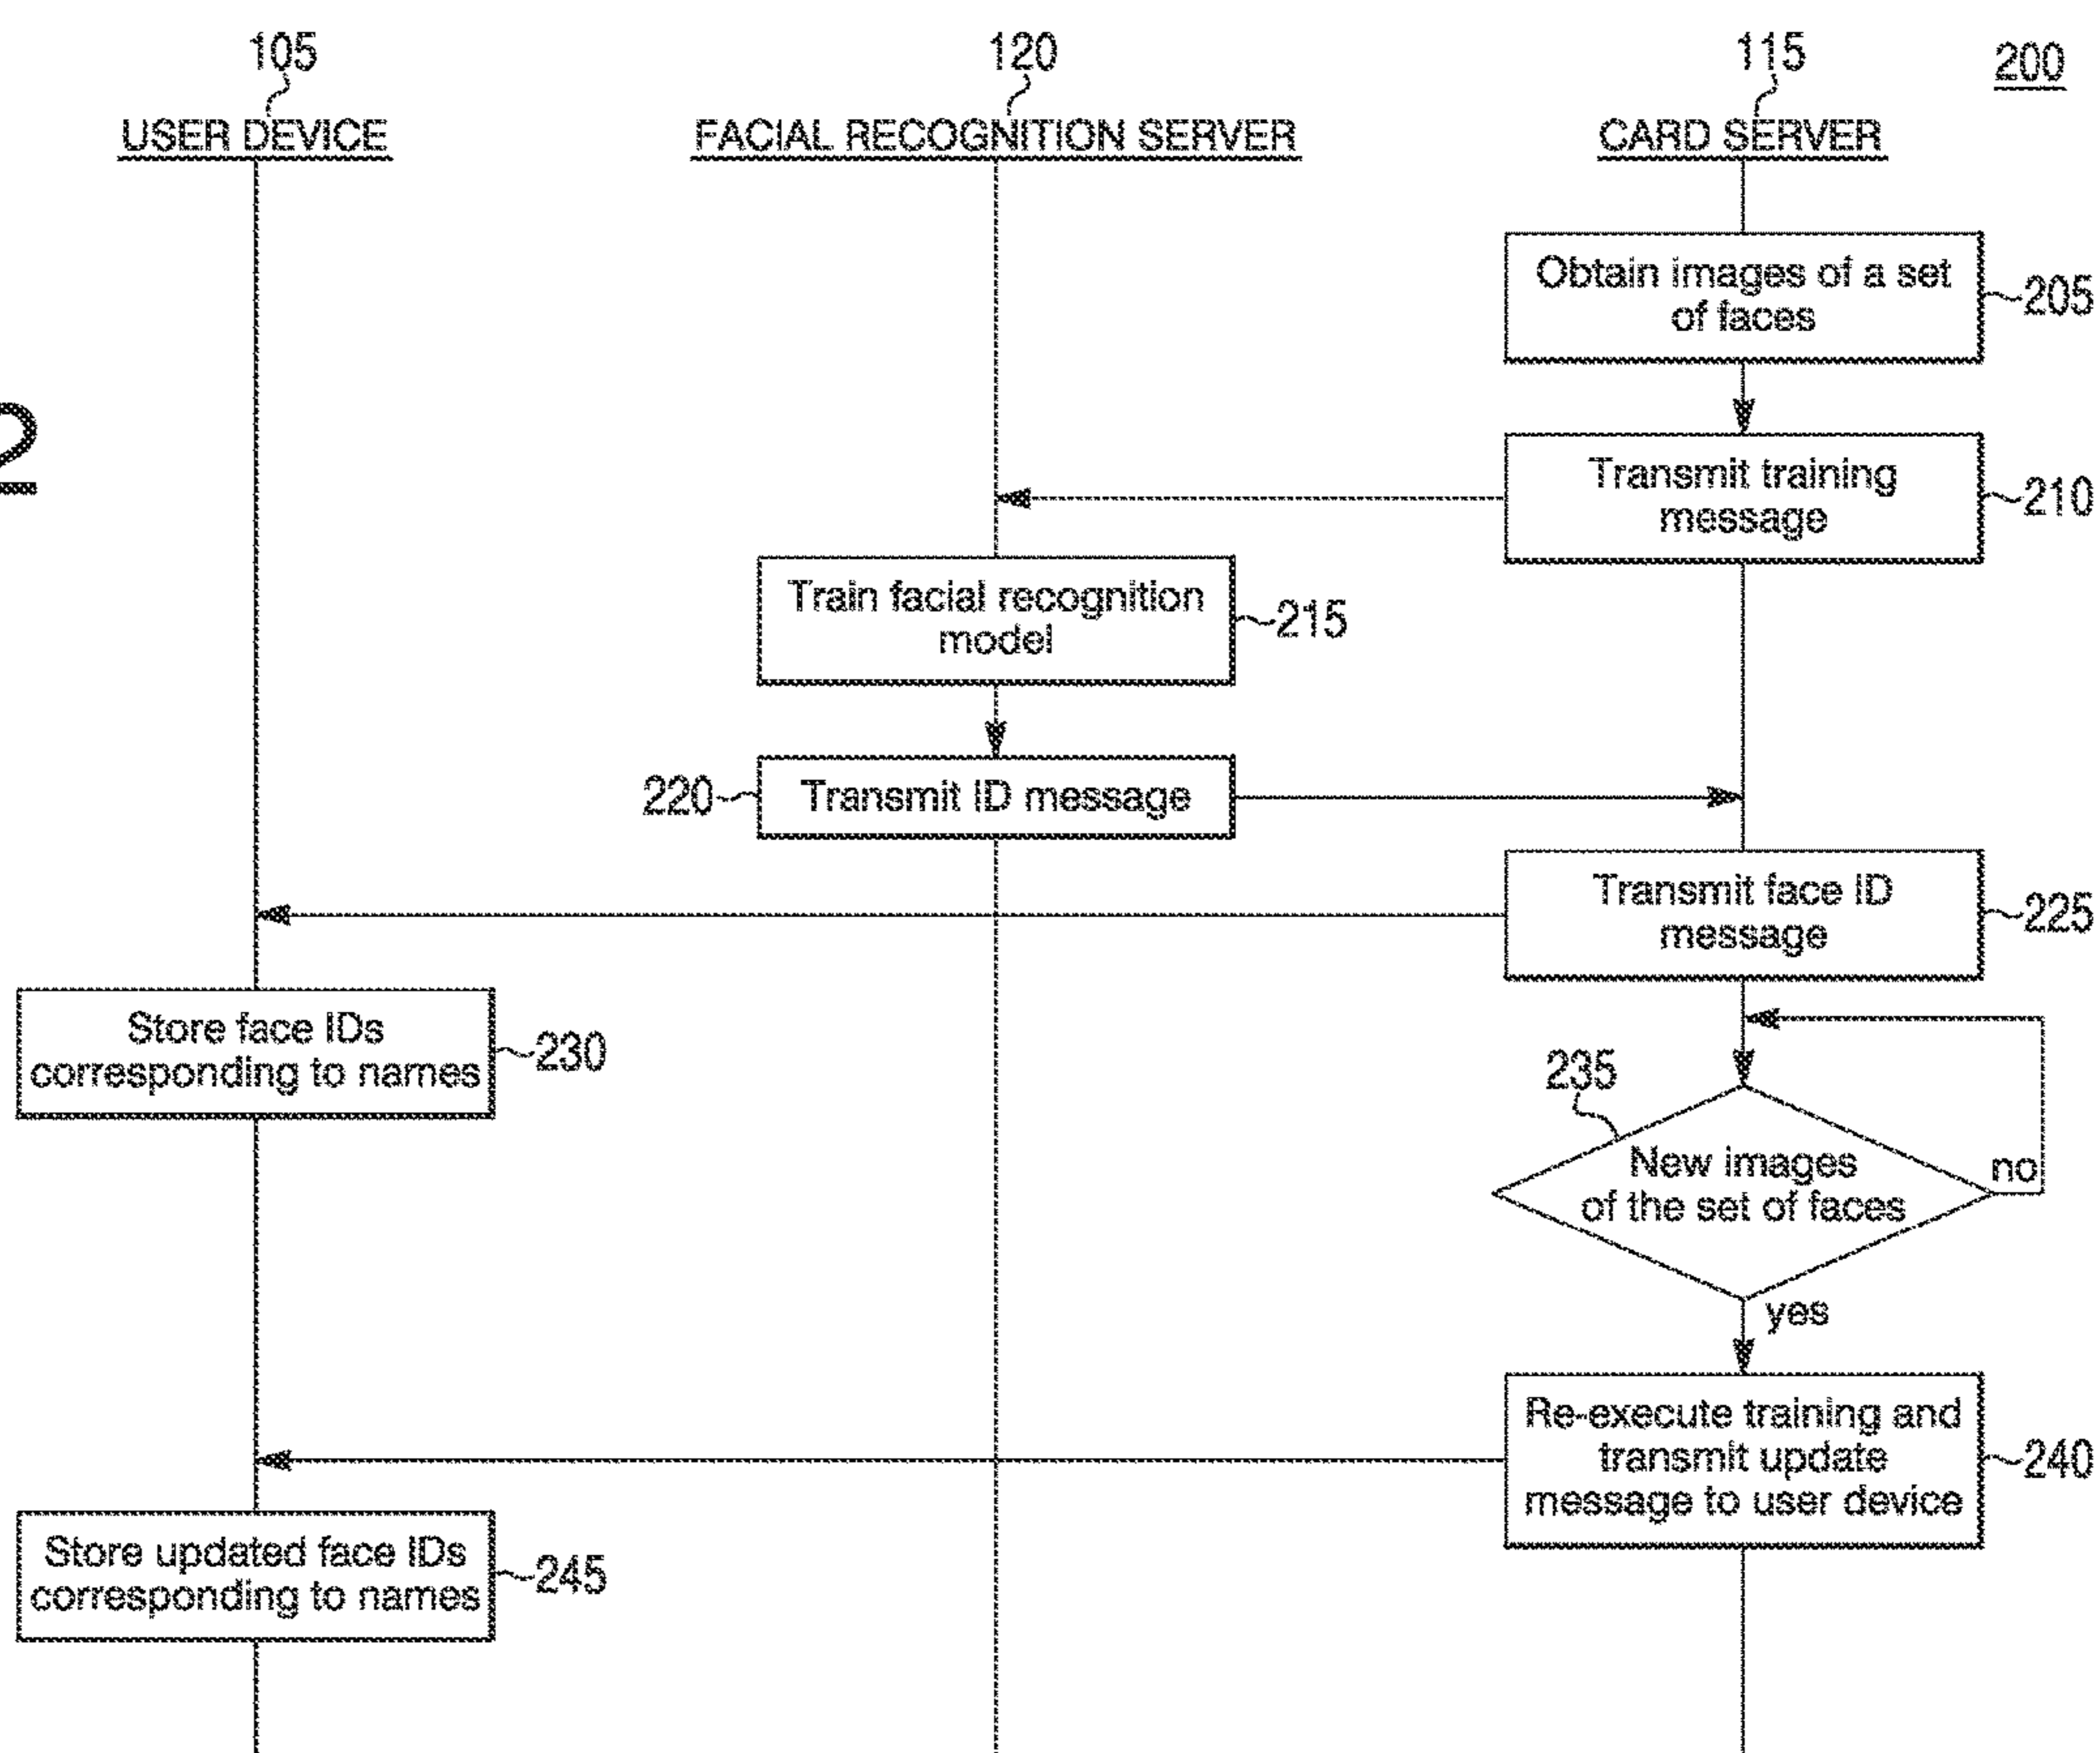 105
120
115
200
USER DEVICE
FACIAL RECOGNITION SERVER
CARD SERVER
Obtain images of a set
of faces
205
2
Transmit training
message
210
Train facial recognition
model
215
220
Transmit ID message
Transmit face ID
message
225
Store face IDs
corresponding to names
230
235
New images
of the set of faces
no
yes
Re-execute training and
transmit update
message to user device
240
Store updated face IDs
corresponding to names
245